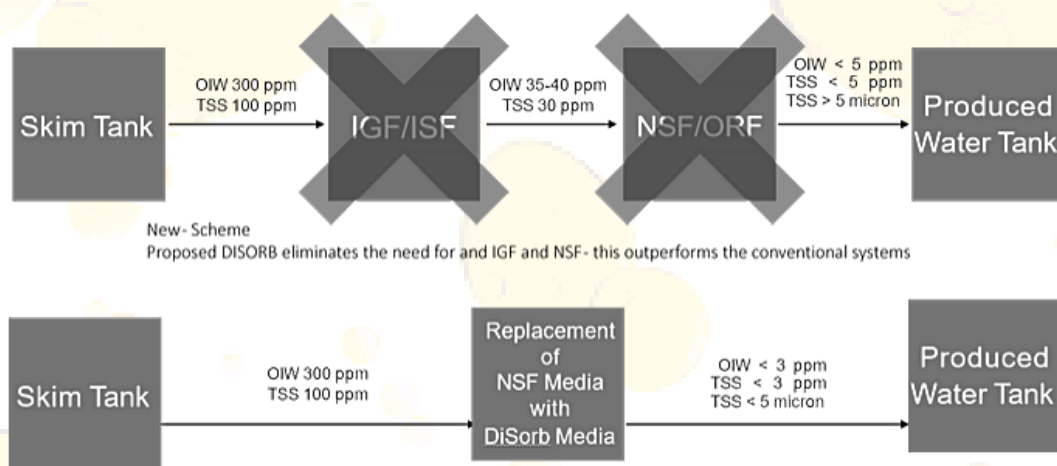 OIW 300 ppm
TSS 100 ppm
OIW 35-40 ppm
TSS 30 ppm
OIW < 5 ppm
TSS < 5 ppm
TSS > 5 micron
Skim Tank
IGF/ISF
NSF/ORF
Produced
Water Tank
New- Scheme
Proposed DISORB eliminates the need for and IGF and NSF- this outperforms the conventional systems
Skim Tank
OIW 300 ppm
TSS 100 ppm
Replacement
of
NSF Media
with
DiSorb Media
OIW < 3 ppm
TSS < 3 ppm
TSS < 5 micron
Produced
Water Tank